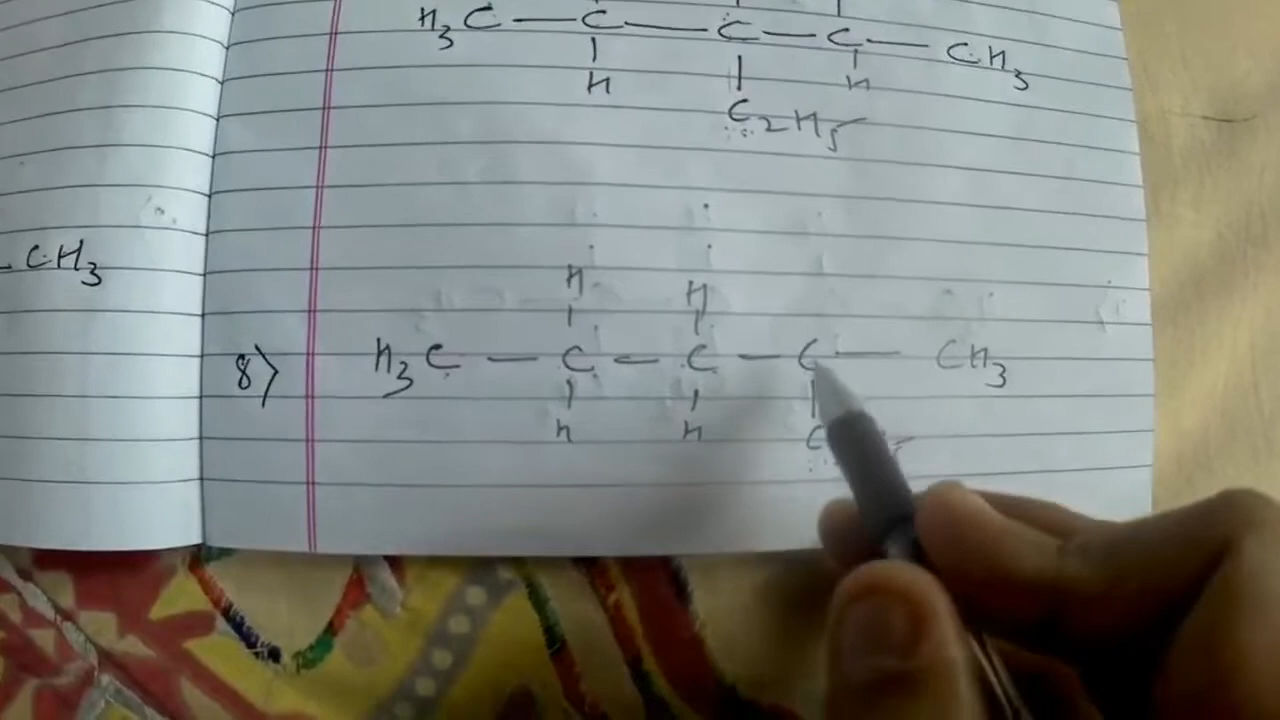 H3C — C — C — C — CH3
H C2H5 H
CH3
H H
8) H3C — C — C — C — CH3
H H C